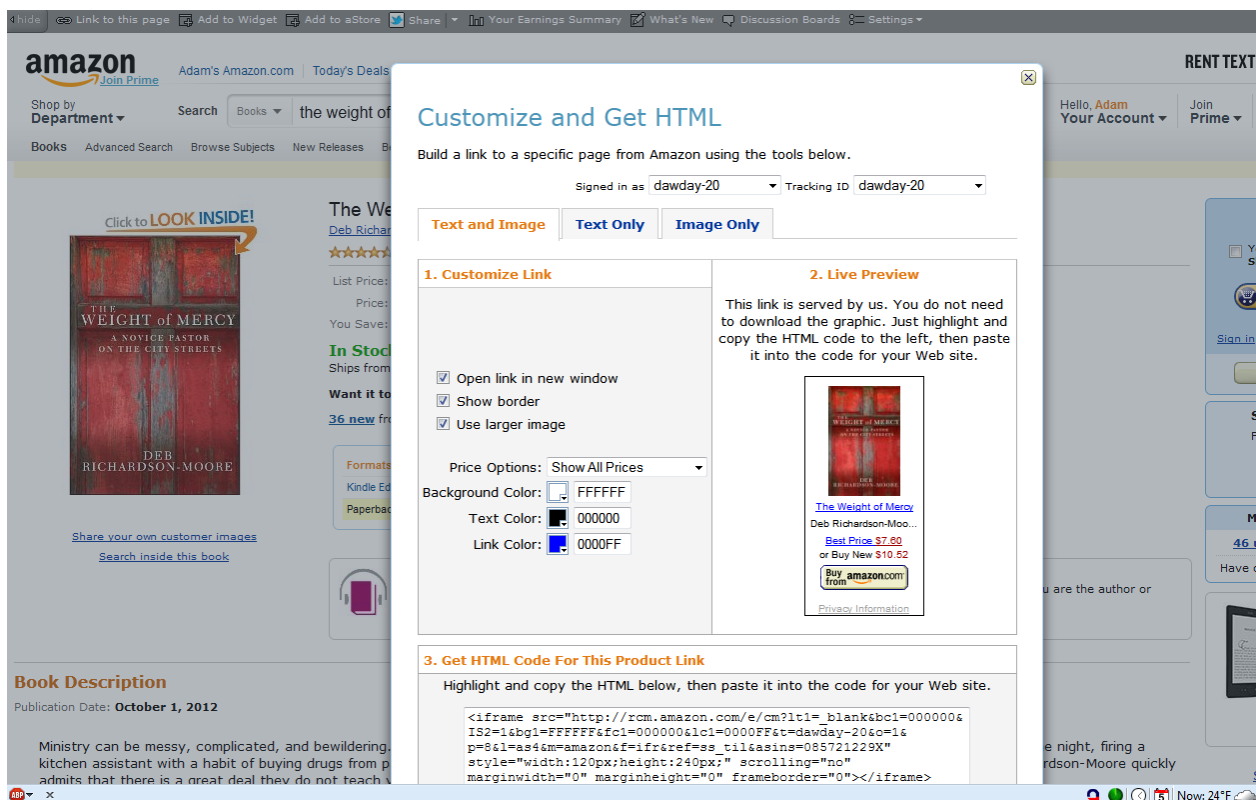 hide Link to this page Add to Widget Add to aStore Share Your Earnings Summary What's New Discussion Boards Settings
amazon
Join Prime
Adam's Amazon.com Today's Deals
RENT TEXT
Shop by
Department
Search Books the weight of
Hello, Adam
Your Account
Join
Prime
Books Advanced Search Browse Subjects New Releases
Click to LOOK INSIDE!
THE
WEIGHT of MERCY
A NOVICE PASTOR
ON THE CITY STREETS
DEB
RICHARDSON-MOORE
Share your own customer images
Search inside this book
The We
Deb Richar
List Price:
Price:
You Save:
In Stoc
Ships from
Want it to
36 new fro
Formats
Kindle Ed
Paperbac
Customize and Get HTML
Build a link to a specific page from Amazon using the tools below.
Signed in as dawday-20 Tracking ID dawday-20
Text and Image Text Only Image Only
1. Customize Link
Open link in new window
Show border
Use larger image
Price Options: Show All Prices
Background Color: FFFFFF
Text Color: 000000
Link Color: 0000FF
2. Live Preview
This link is served by us. You do not need
to download the graphic. Just highlight and
copy the HTML code to the left, then paste
it into the code for your Web site.
THE
WEIGHT of MERCY
A NOVICE PASTOR
ON THE CITY STREETS
DEB
RICHARDSON-MOORE
The Weight of Mercy
Deb Richardson-Moo...
Best Price $7.60
or Buy New $10.52
Buy from amazon.com
Privacy Information
3. Get HTML Code For This Product Link
Highlight and copy the HTML below, then paste it into the code for your Web site.
<iframe src="http://rcm.amazon.com/e/cm?lt1=_blank&bc1=000000&
IS2=1&bg1=FFFFFF&fc1=000000&lc1=0000FF&t=dawday-20&o=1&
p=8&l=as4&m=amazon&f=ifr&ref=ss_til&asins=085721229X"
style="width:120px;height:240px;" scrolling="no"
marginwidth="0" marginheight="0" frameborder="0"></iframe>
Sign in
46
Have
u are the author or
Book Description
Publication Date: October 1, 2012
Ministry can be messy, complicated, and bewildering.
kitchen assistant with a habit of buying drugs from p
admits that there is a great deal they do not teach
e night, firing a
rdson-Moore quickly
ABP x
5 Now: 24°F